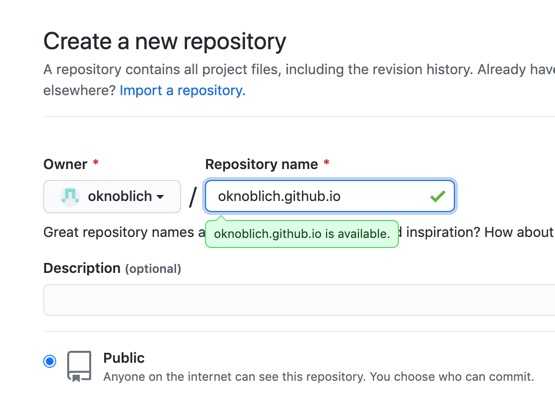 Create a new repository
A repository contains all project files, including the revision history. Already have
elsewhere? Import a repository.
Owner *
Repository name *
oknoblich
/
oknoblich.github.io
Great repository names a
oknoblich.github.io is available.
inspiration? How about
Description (optional)
Public
Anyone on the internet can see this repository. You choose who can commit.